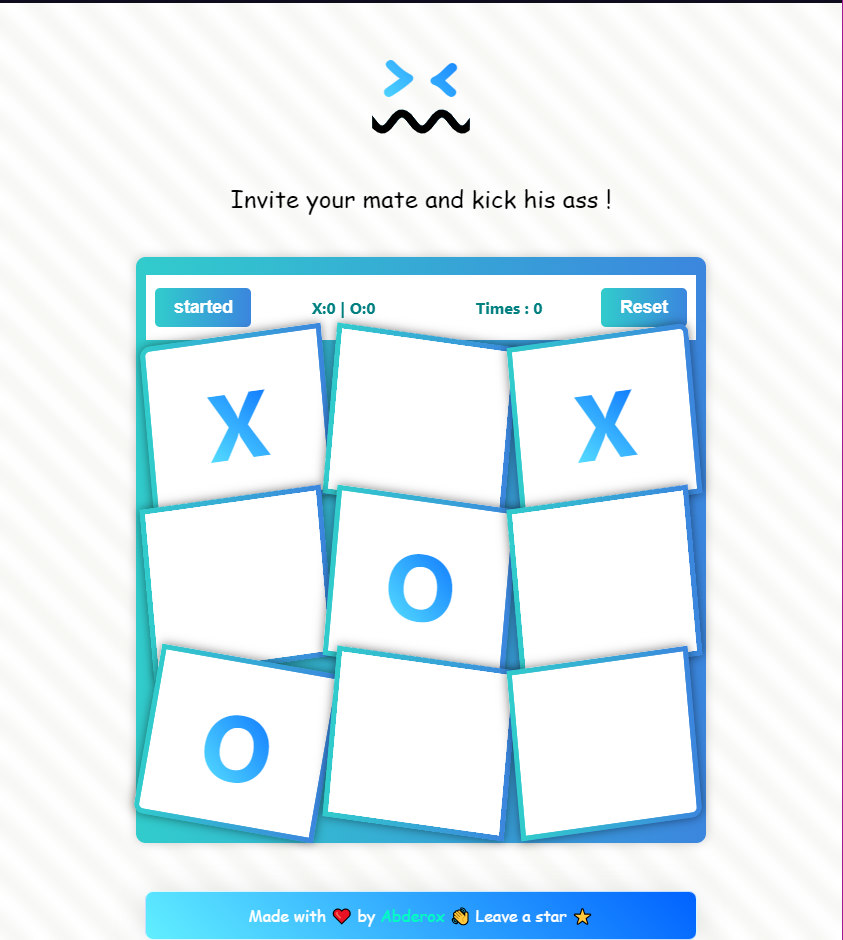 Invite your mate and kick his ass !
started X:0 | O:0 Times : 0 Reset
X X
O
O
Made with ❤️ by Abderox 👏 Leave a star ⭐